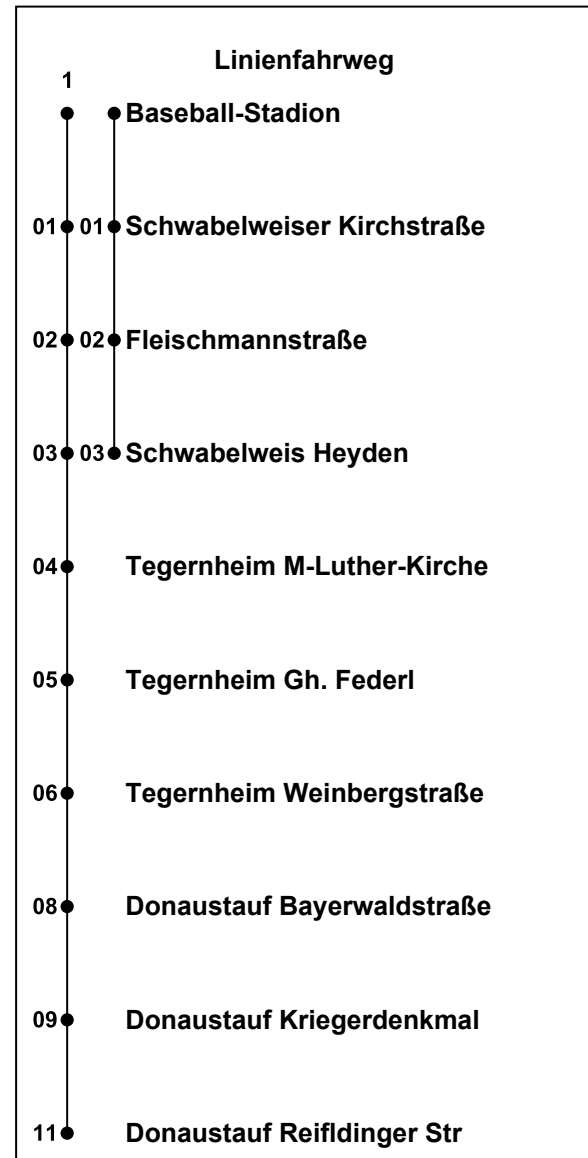 Linienfahrweg
1
Baseball-Stadion
01 01 Schwabelweiser Kirchstraße
02 02 Fleischmannstraße
03 03 Schwabelweis Heyden
04 Tegernheim M-Luther-Kirche
05 Tegernheim Gh. Federl
06 Tegernheim Weinbergstraße
08 Donaustauf Bayerwaldstraße
09 Donaustauf Kriegerdenkmal
11 Donaustauf Reifldinger Str